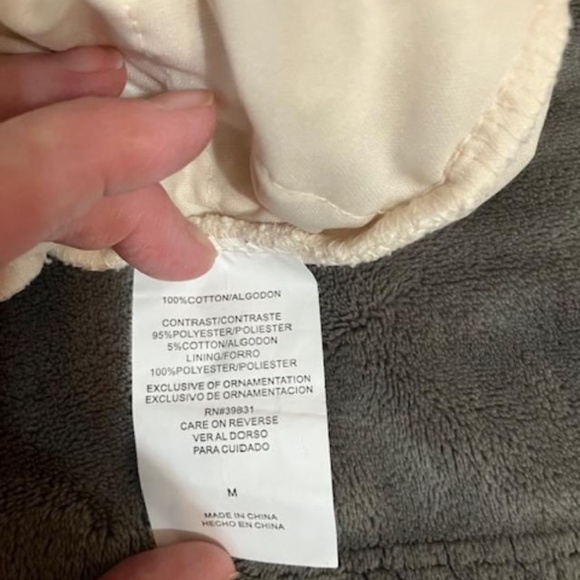 100%COTTON/ALGODON
CONTRAST/CONTRASTE
95%POLYESTER/POLIESTER
5%COTTON/ALGODON
LINING/FORRO
100%POLYESTER/POLIESTER
EXCLUSIVE OF ORNAMENTATION
EXCLUSIVO DE ORNAMENTACION
RN#39831
CARE ON REVERSE
VER AL DORSO
PARA CUIDADO
M
MADE IN CHINA
HECHO EN CHINA